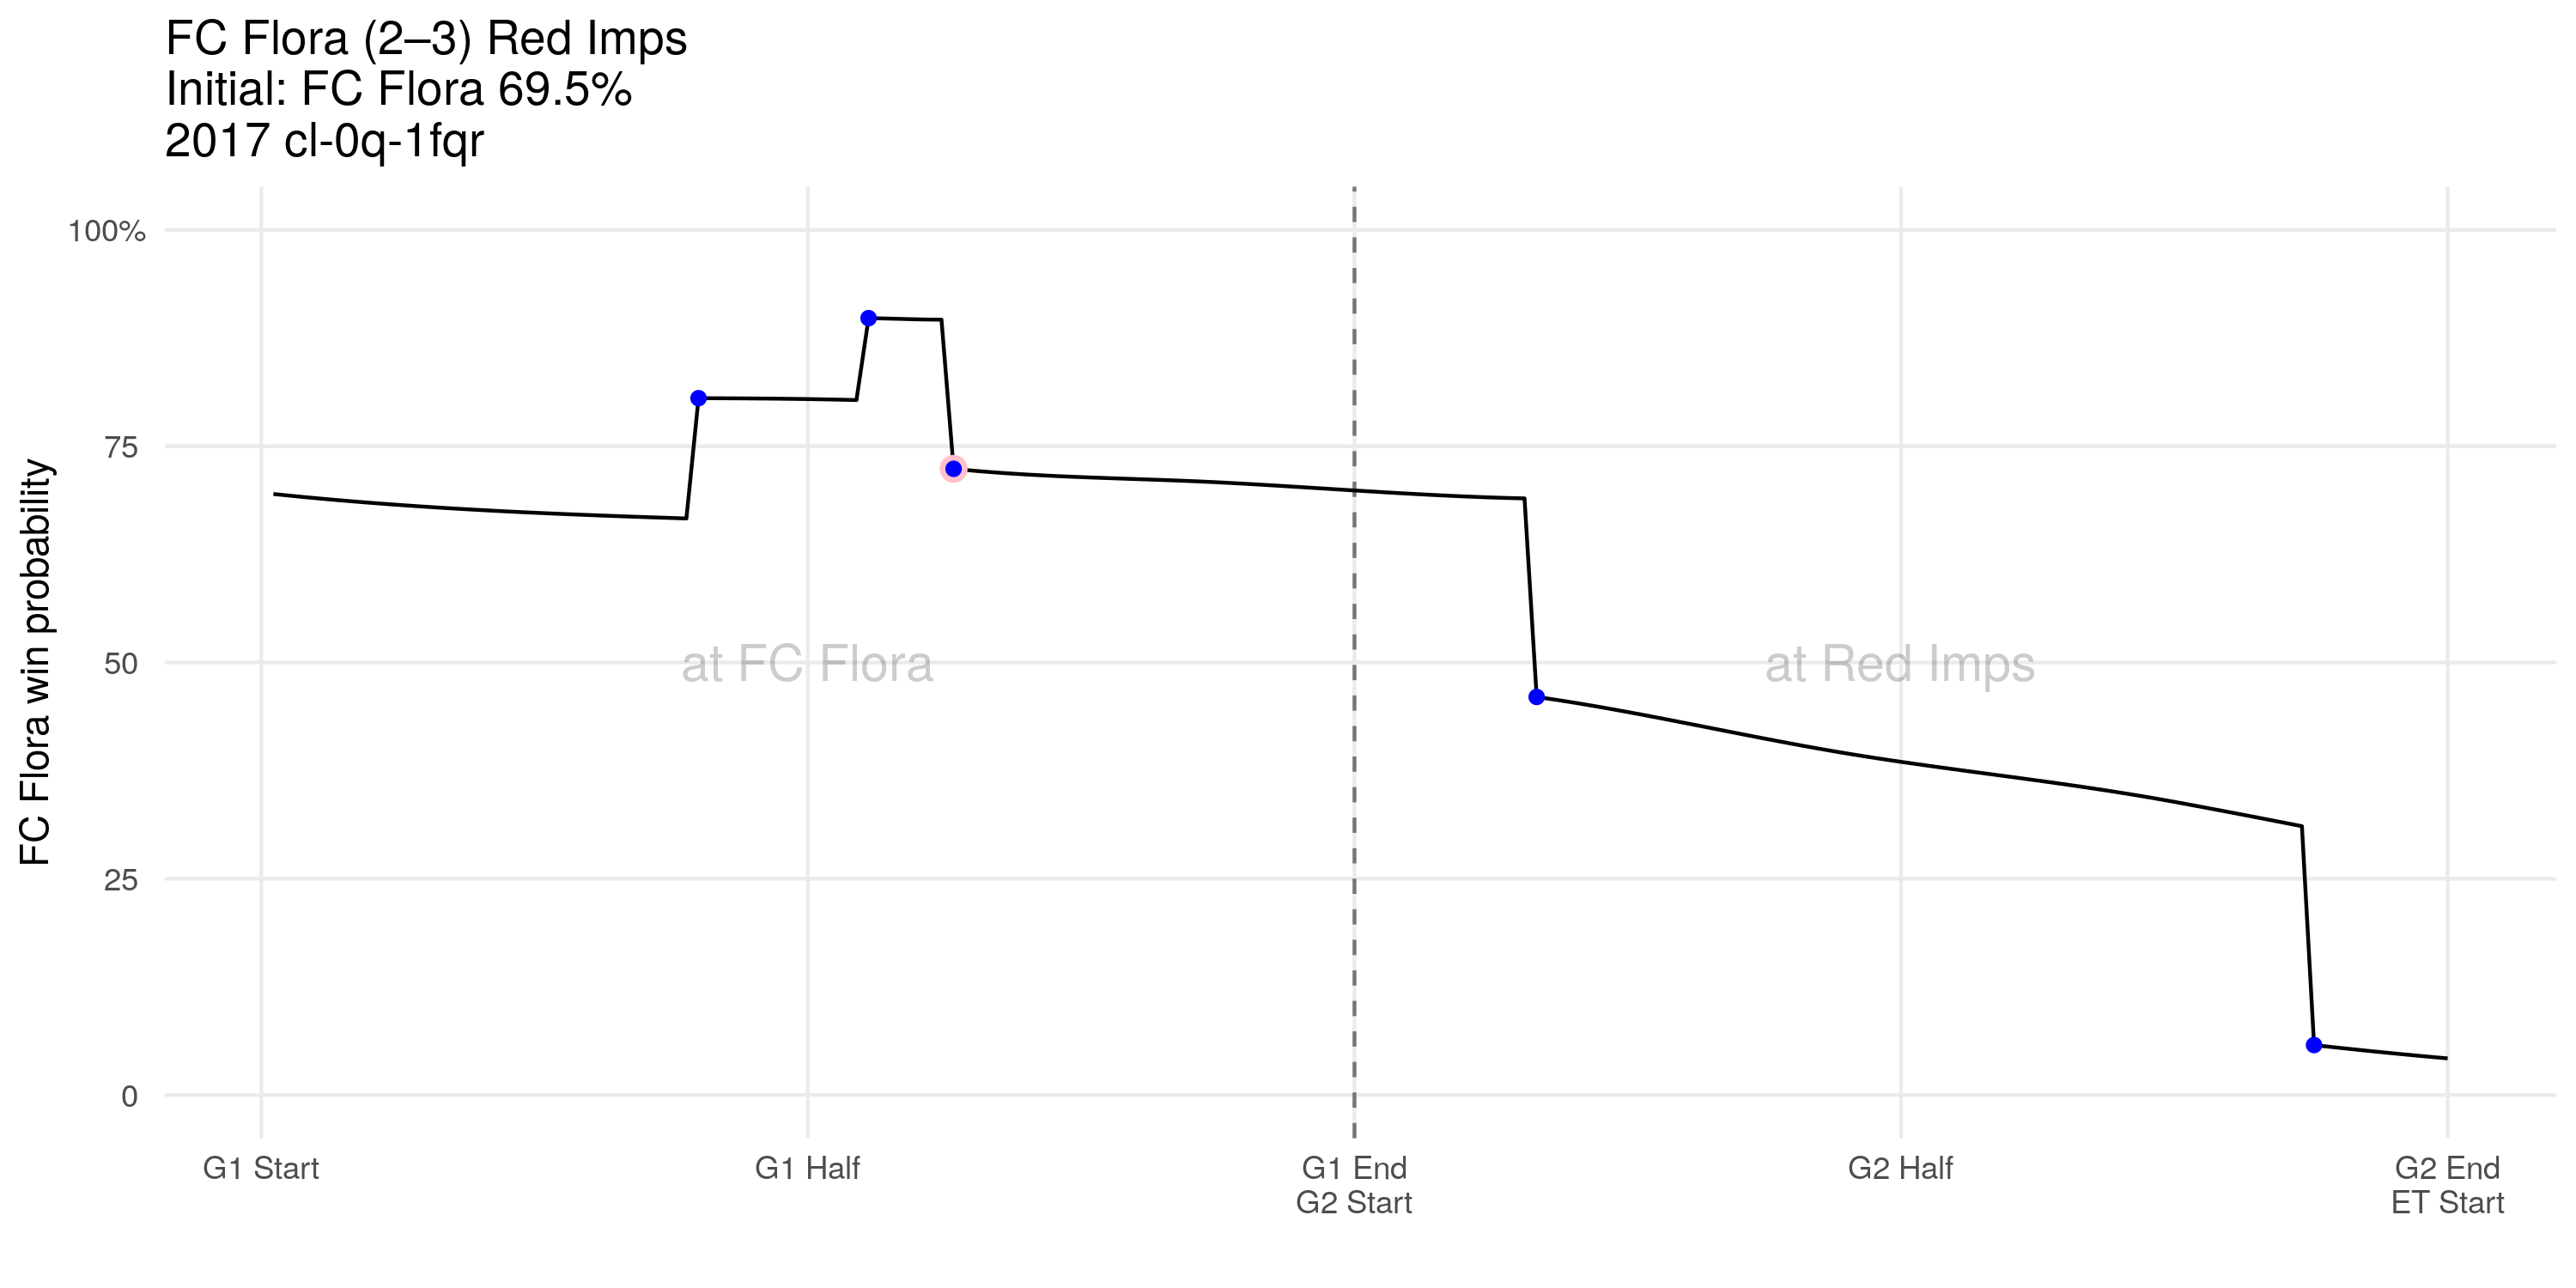 FC Flora (2–3) Red Imps
Initial: FC Flora 69.5%
2017 cl-0q-1fqr
FC Flora win probability
100%
75
50
25
0
at FC Flora
at Red Imps
G1 Start
G1 Half
G1 End
G2 Start
G2 Half
G2 End
ET Start